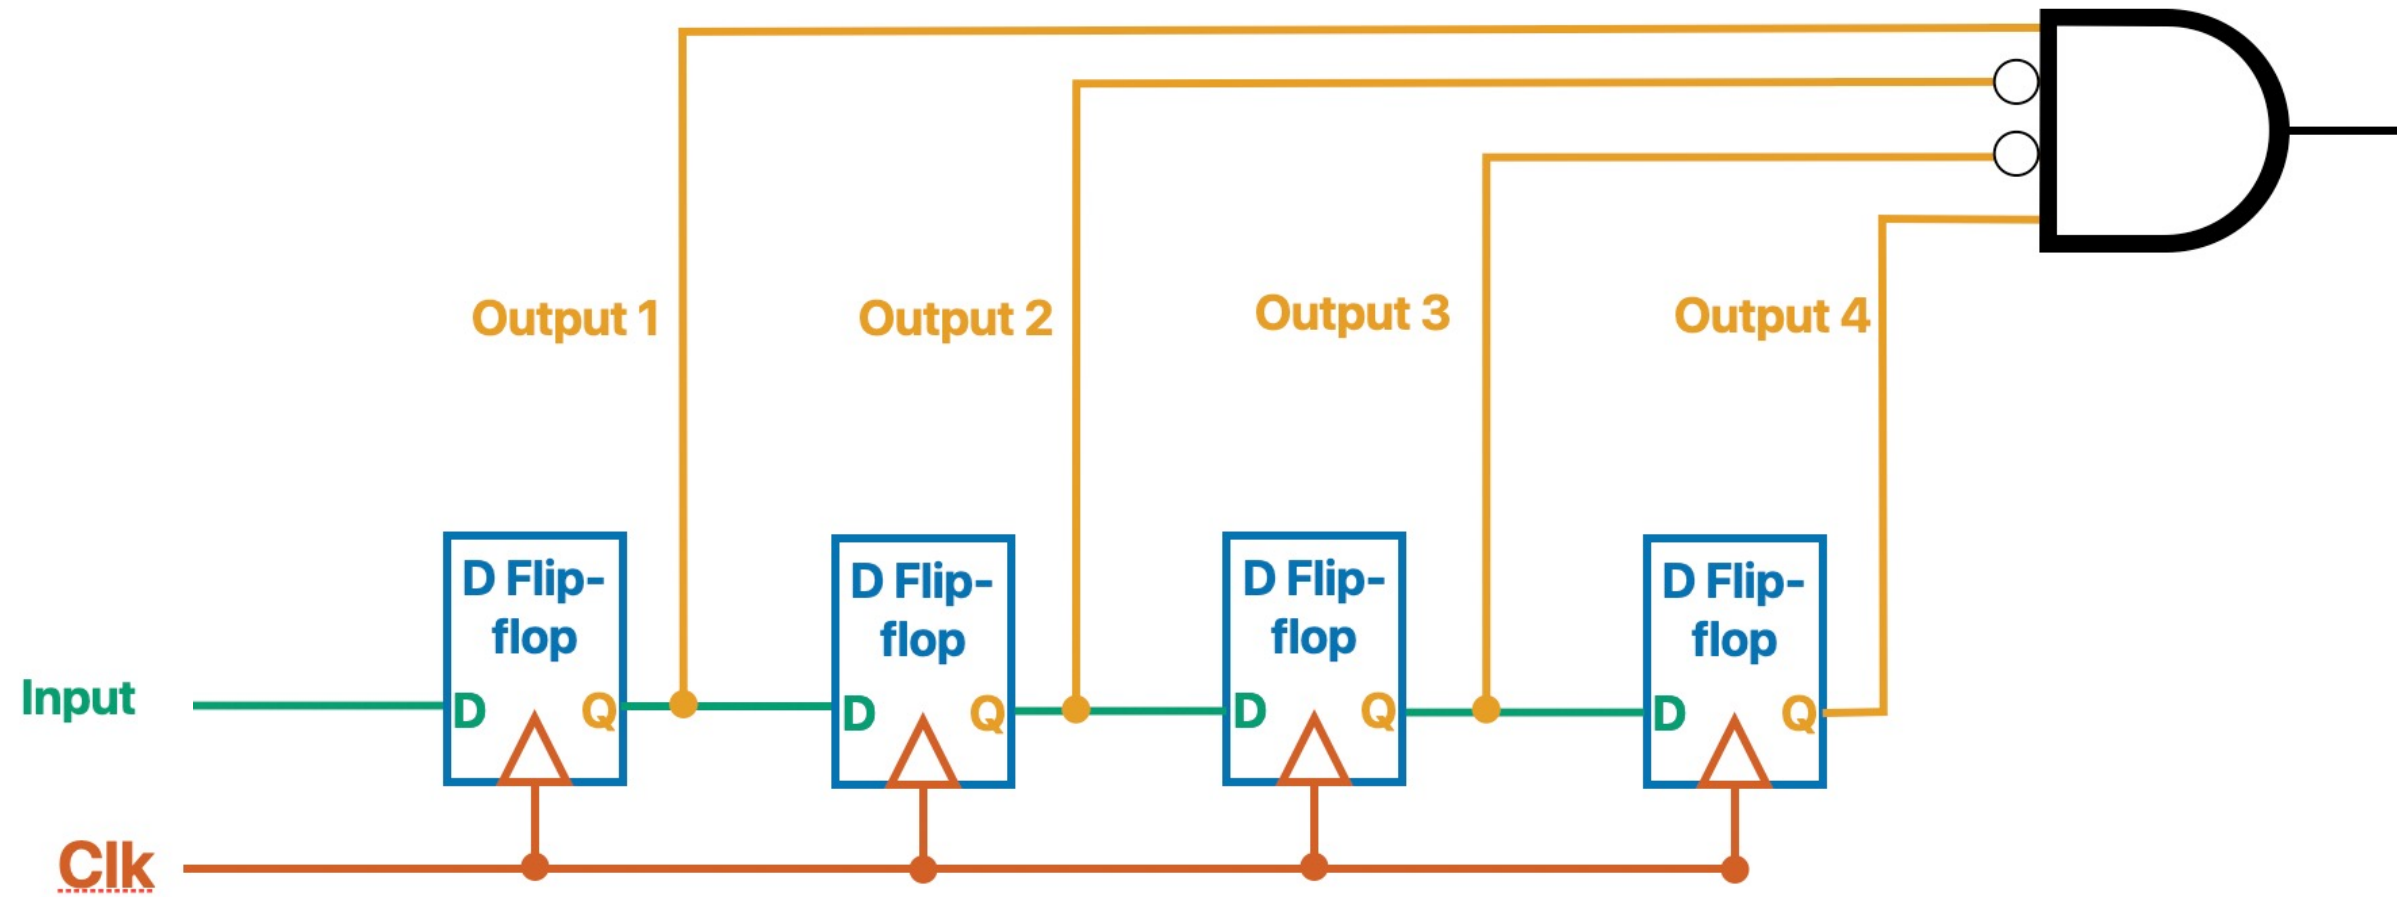 Output 1
Output 2
Output 3
Output 4
D Flip-
flop
D Q
D Flip-
flop
D Q
D Flip-
flop
D Q
D Flip-
flop
D Q
Input
Clk